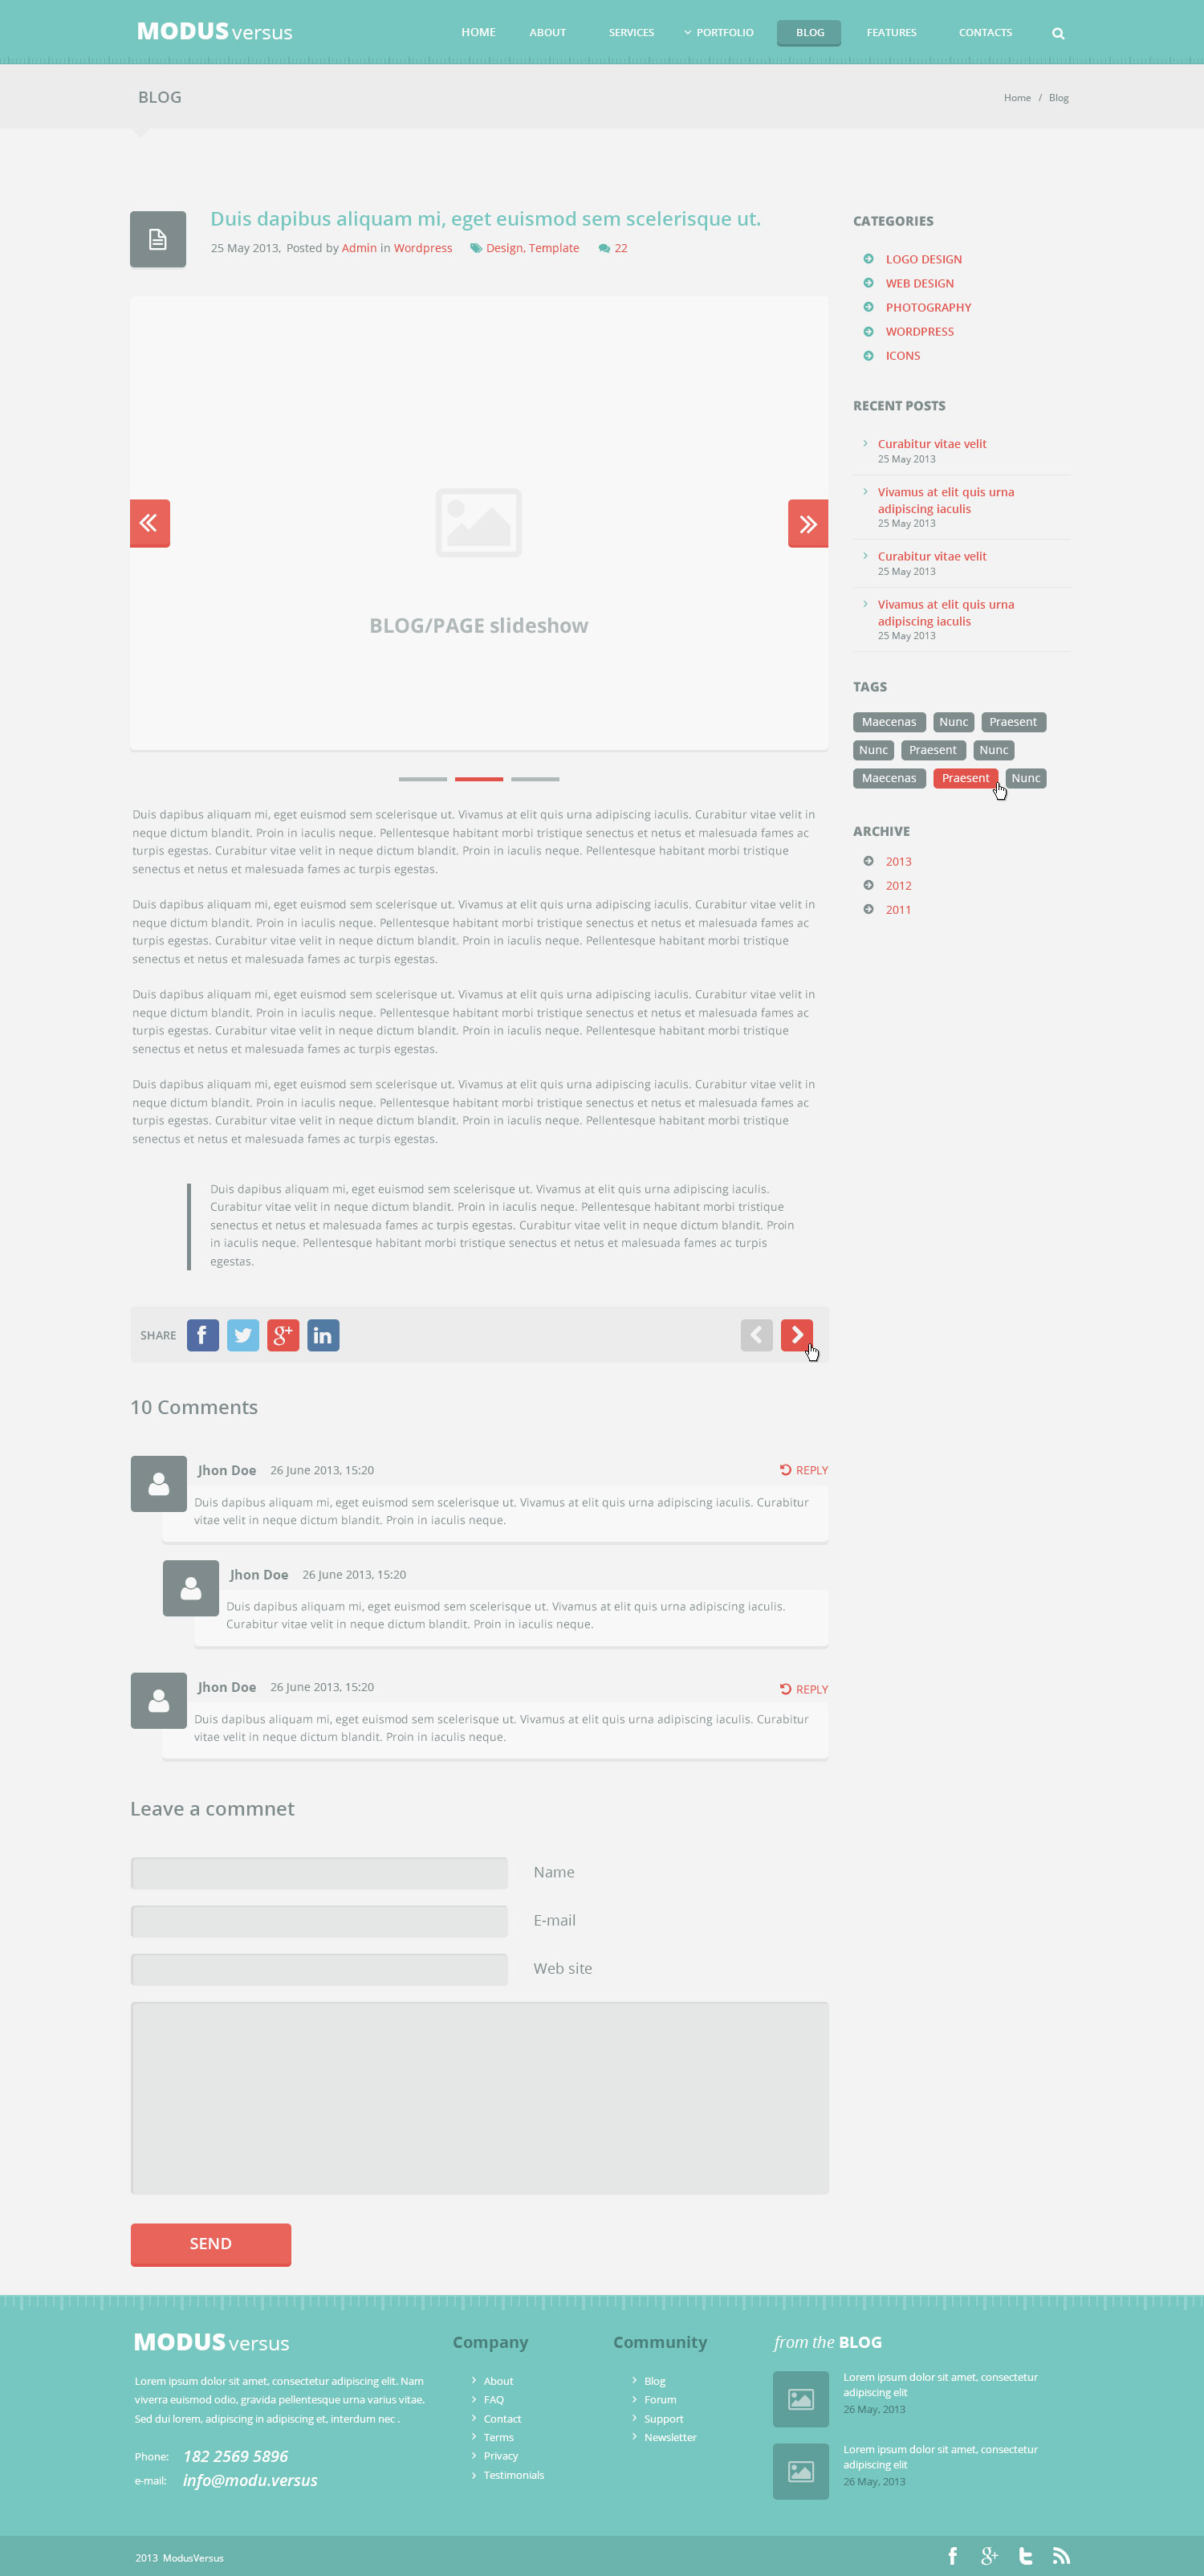 MODUS versus
HOME ABOUT SERVICES PORTFOLIO BLOG FEATURES CONTACTS
BLOG
Home / Blog
Duis dapibus aliquam mi, eget euismod sem scelerisque ut.
25 May 2013, Posted by Admin in Wordpress Design, Template 22
BLOG/PAGE slideshow
Duis dapibus aliquam mi, eget euismod sem scelerisque ut. Vivamus at elit quis urna adipiscing iaculis. Curabitur vitae velit in
neque dictum blandit. Proin in iaculis neque. Pellentesque habitant morbi tristique senectus et netus et malesuada fames ac
turpis egestas. Curabitur vitae velit in neque dictum blandit. Proin in iaculis neque. Pellentesque habitant morbi tristique
senectus et netus et malesuada fames ac turpis egestas.
Duis dapibus aliquam mi, eget euismod sem scelerisque ut. Vivamus at elit quis urna adipiscing iaculis. Curabitur vitae velit in
neque dictum blandit. Proin in iaculis neque. Pellentesque habitant morbi tristique senectus et netus et malesuada fames ac
turpis egestas. Curabitur vitae velit in neque dictum blandit. Proin in iaculis neque. Pellentesque habitant morbi tristique
senectus et netus et malesuada fames ac turpis egestas.
Duis dapibus aliquam mi, eget euismod sem scelerisque ut. Vivamus at elit quis urna adipiscing iaculis. Curabitur vitae velit in
neque dictum blandit. Proin in iaculis neque. Pellentesque habitant morbi tristique senectus et netus et malesuada fames ac
turpis egestas. Curabitur vitae velit in neque dictum blandit. Proin in iaculis neque. Pellentesque habitant morbi tristique
senectus et netus et malesuada fames ac turpis egestas.
Duis dapibus aliquam mi, eget euismod sem scelerisque ut. Vivamus at elit quis urna adipiscing iaculis. Curabitur vitae velit in
neque dictum blandit. Proin in iaculis neque. Pellentesque habitant morbi tristique senectus et netus et malesuada fames ac
turpis egestas. Curabitur vitae velit in neque dictum blandit. Proin in iaculis neque. Pellentesque habitant morbi tristique
senectus et netus et malesuada fames ac turpis egestas.
Duis dapibus aliquam mi, eget euismod sem scelerisque ut. Vivamus at elit quis urna adipiscing iaculis.
Curabitur vitae velit in neque dictum blandit. Proin in iaculis neque. Pellentesque habitant morbi tristique
senectus et netus et malesuada fames ac turpis egestas. Curabitur vitae velit in neque dictum blandit. Proin
in iaculis neque. Pellentesque habitant morbi tristique senectus et netus et malesuada fames ac turpis
egestas.
SHARE
10 Comments
Jhon Doe 26 June 2013, 15:20 REPLY
Duis dapibus aliquam mi, eget euismod sem scelerisque ut. Vivamus at elit quis urna adipiscing iaculis. Curabitur
vitae velit in neque dictum blandit. Proin in iaculis neque.
Jhon Doe 26 June 2013, 15:20
Duis dapibus aliquam mi, eget euismod sem scelerisque ut. Vivamus at elit quis urna adipiscing iaculis.
Curabitur vitae velit in neque dictum blandit. Proin in iaculis neque.
Jhon Doe 26 June 2013, 15:20 REPLY
Duis dapibus aliquam mi, eget euismod sem scelerisque ut. Vivamus at elit quis urna adipiscing iaculis. Curabitur
vitae velit in neque dictum blandit. Proin in iaculis neque.
Leave a commnet
Name
E-mail
Web site
SEND
CATEGORIES
LOGO DESIGN
WEB DESIGN
PHOTOGRAPHY
WORDPRESS
ICONS
RECENT POSTS
Curabitur vitae velit
25 May 2013
Vivamus at elit quis urna
adipiscing iaculis
25 May 2013
Curabitur vitae velit
25 May 2013
Vivamus at elit quis urna
adipiscing iaculis
25 May 2013
TAGS
Maecenas Nunc Praesent
Nunc Praesent Nunc
Maecenas Praesent Nunc
ARCHIVE
2013
2012
2011
MODUS versus
Lorem ipsum dolor sit amet, consectetur adipiscing elit. Nam
viverra euismod odio, gravida pellentesque urna varius vitae.
Sed dui lorem, adipiscing in adipiscing et, interdum nec .
Phone: 182 2569 5896
e-mail: info@modu.versus
Company
About
FAQ
Contact
Terms
Privacy
Testimonials
Community
Blog
Forum
Support
Newsletter
from the BLOG
Lorem ipsum dolor sit amet, consectetur
adipiscing elit
26 May, 2013
Lorem ipsum dolor sit amet, consectetur
adipiscing elit
26 May, 2013
2013 ModusVersus